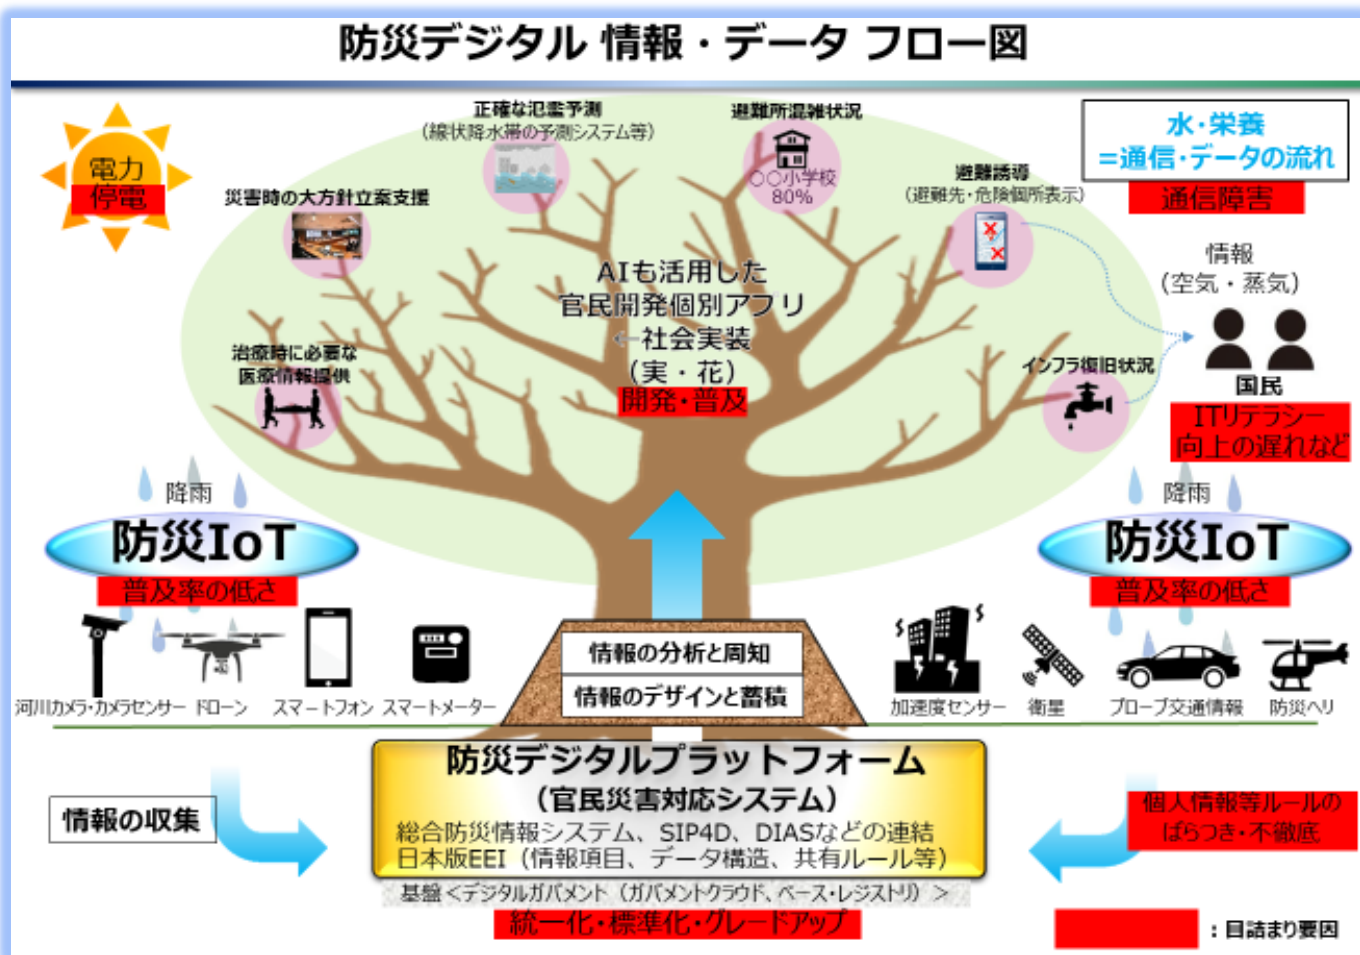 防災デジタル 情報・データ フロー図
正確な氾濫予測
(線状降水帯の予測システム等)
避難所混雑状況
○○小学校
80%
水・栄養
=通信・データの流れ
通信障害
電力
停電
災害時の大方針立案支援
避難誘導
(避難先・危険個所表示)
情報
(空気・蒸気)
AIも活用した
官民開発個別アプリ
←社会実装
(実・花)
開発・普及
治療時に必要な
医療情報提供
インフラ復旧状況
国民
ITリテラシー
向上の遅れなど
降雨
防災IoT
普及率の低さ
降雨
防災IoT
普及率の低さ
河川カメラ・カメラセンサー
ドローン
スマートフォン
スマートメーター
情報の分析と周知
情報のデザインと蓄積
加速度センサー
衛星
プローブ交通情報
防災ヘリ
情報の収集
防災デジタルプラットフォーム
(官民災害対応システム)
総合防災情報システム、SIP4D、DIASなどの連結
日本版EEI(情報項目、データ構造、共有ルール等)
基盤<デジタルガバメント(ガバメントクラウド、ベース・レジストリ)>
統一化・標準化・グレードアップ
個人情報等ルールの
ばらつき・不徹底
:目詰まり要因